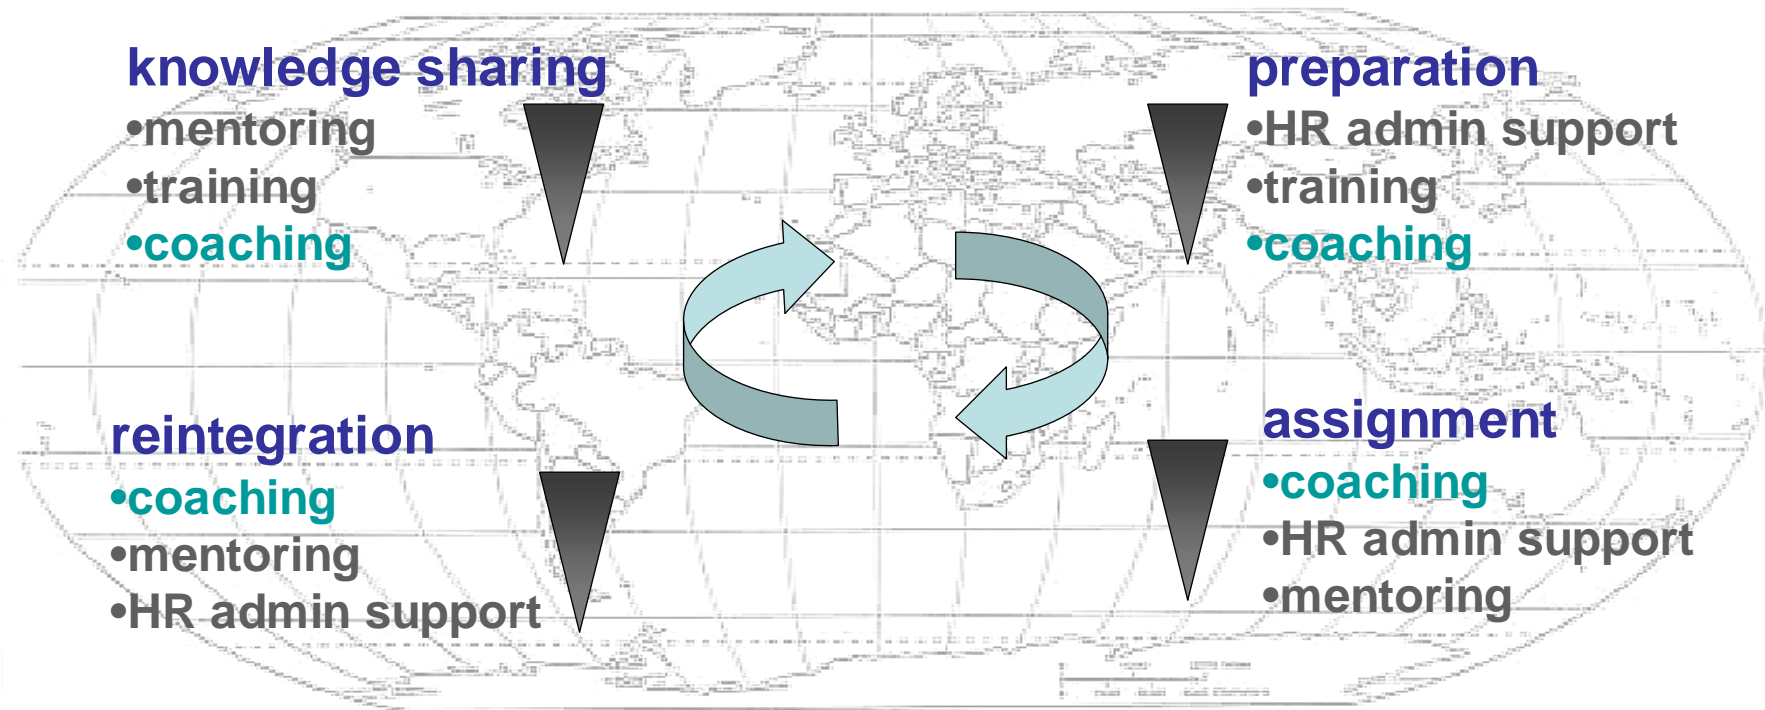 knowledge sharing
•mentoring
•training
•coaching
preparation
•HR admin support
•training
•coaching
reintegration
•coaching
•mentoring
•HR admin support
assignment
•coaching
•HR admin support
•mentoring